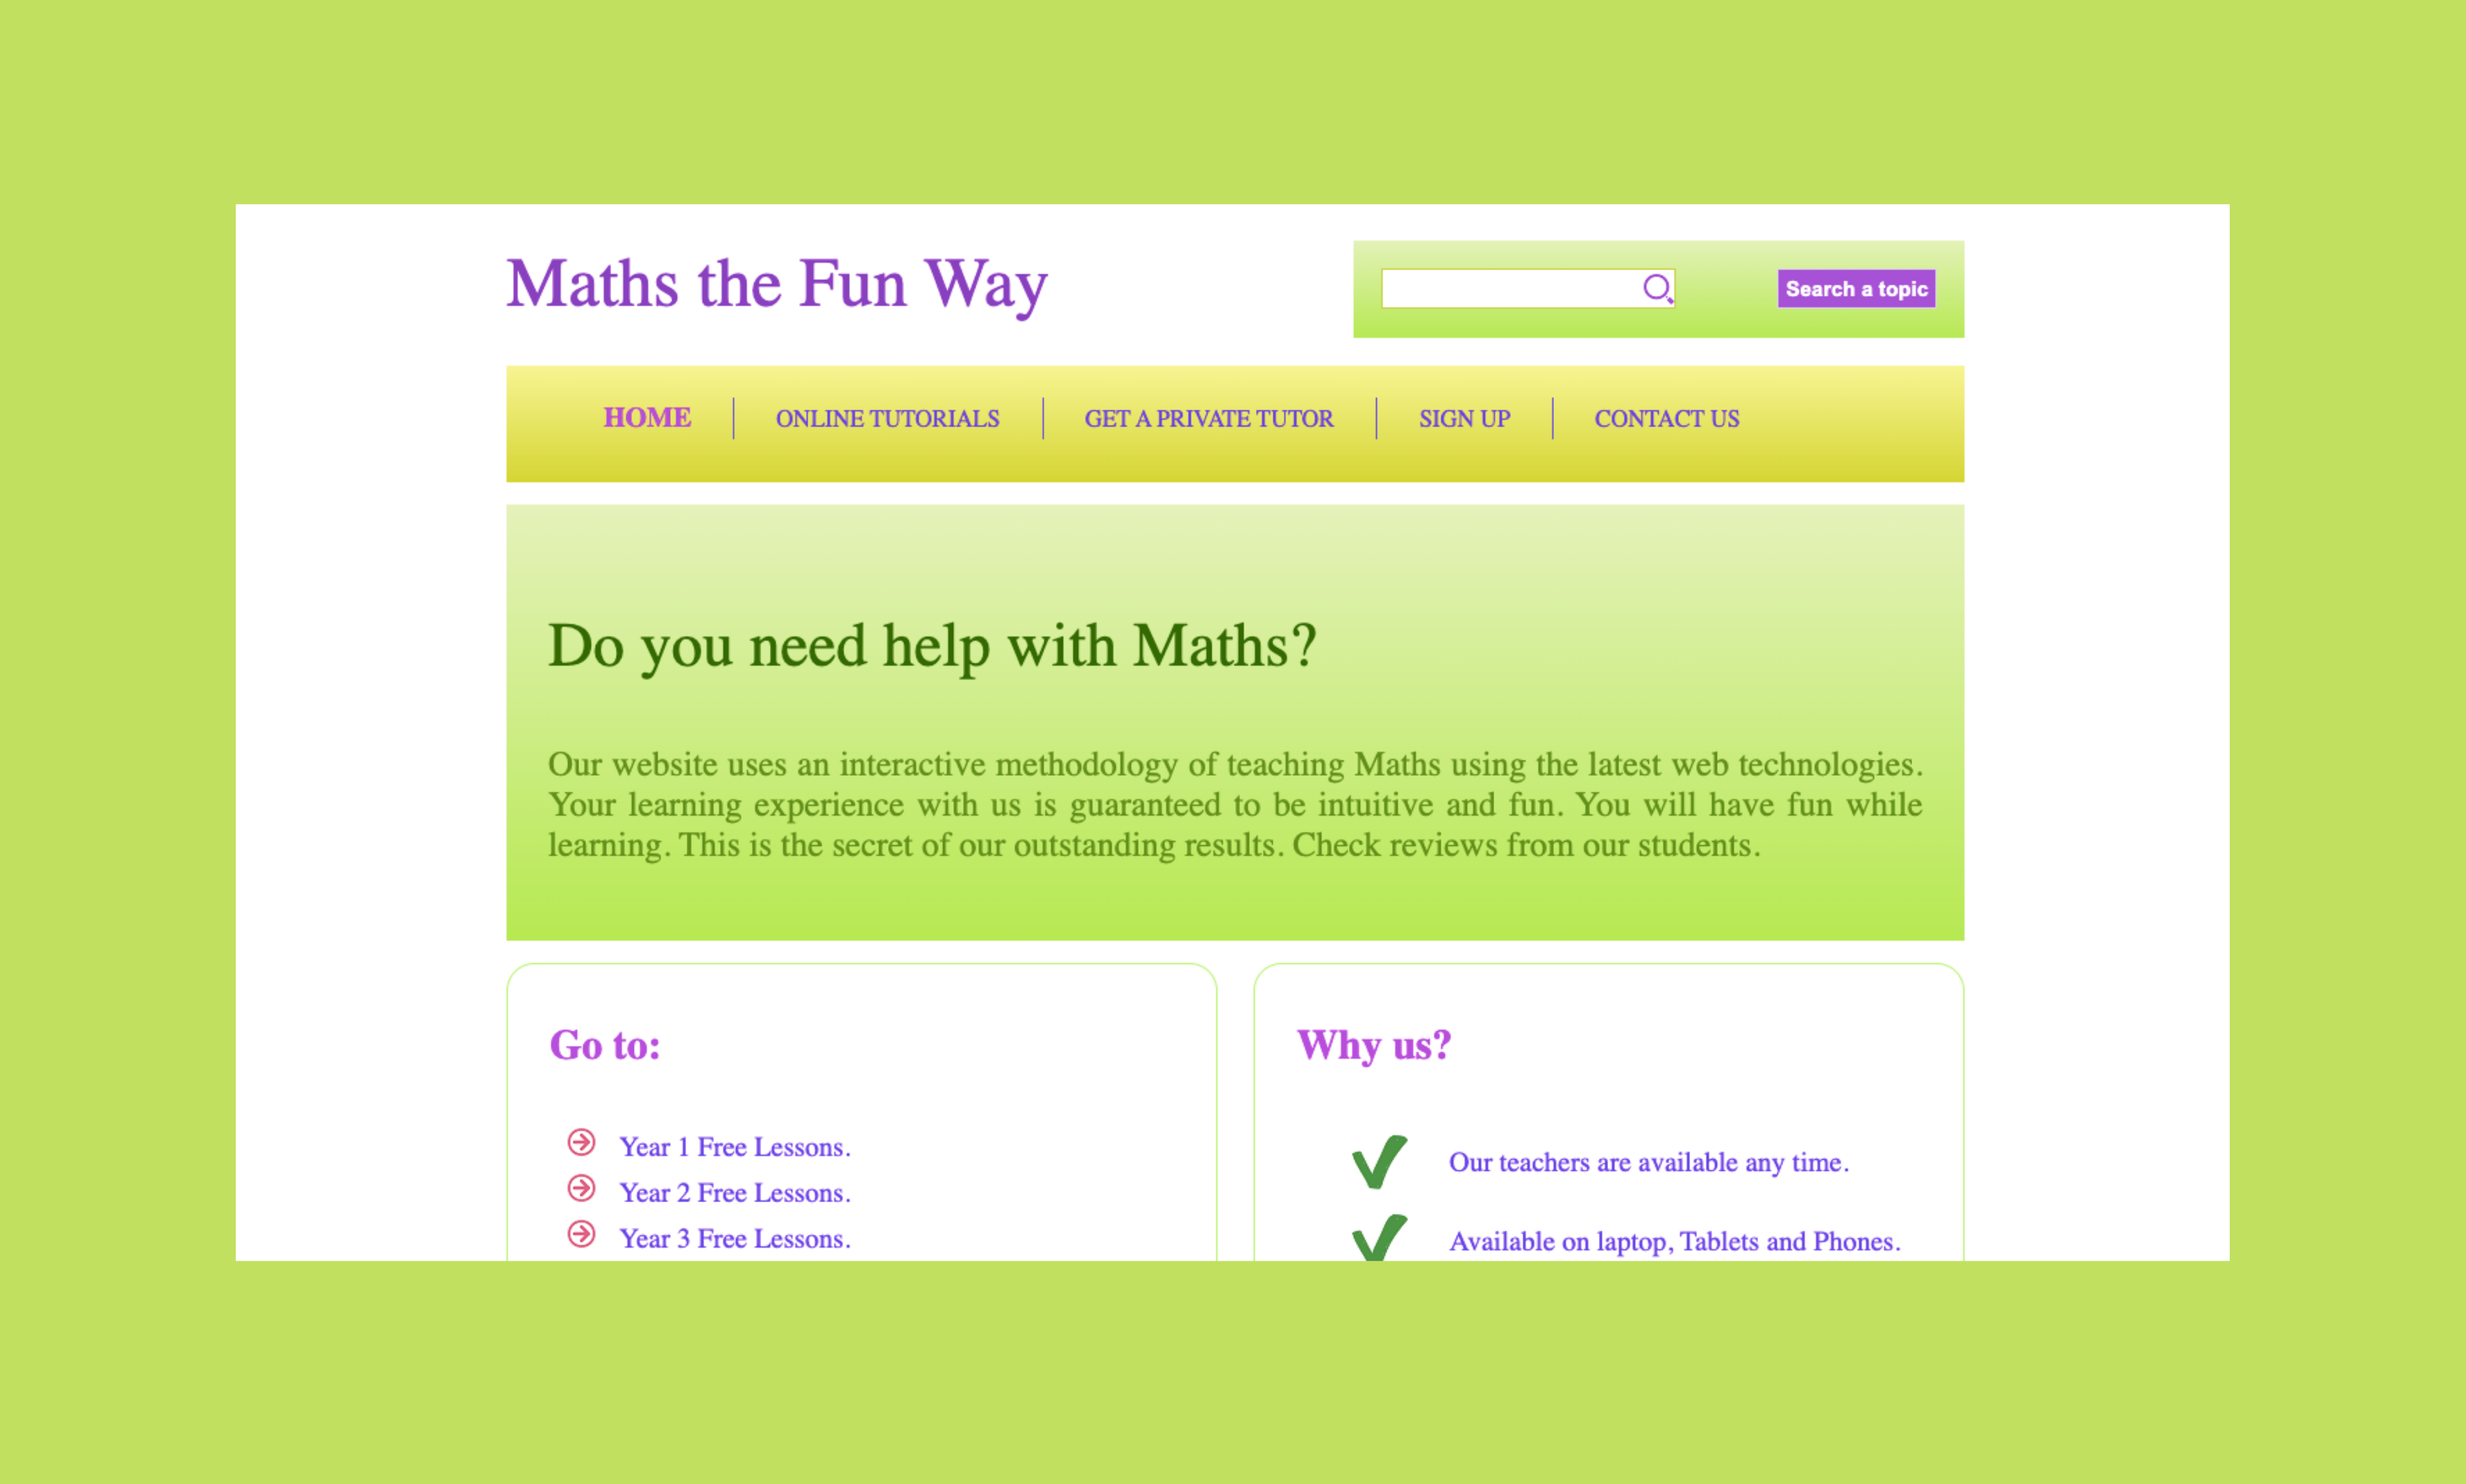 Maths the Fun Way
Search a topic
HOME
ONLINE TUTORIALS
GET A PRIVATE TUTOR
SIGN UP
CONTACT US
Do you need help with Maths?
Our website uses an interactive methodology of teaching Maths using the latest web technologies.
Your learning experience with us is guaranteed to be intuitive and fun. You will have fun while
learning. This is the secret of our outstanding results. Check reviews from our students.
Go to:
Year 1 Free Lessons.
Year 2 Free Lessons.
Year 3 Free Lessons.
Why us?
Our teachers are available any time.
Available on laptop, Tablets and Phones.